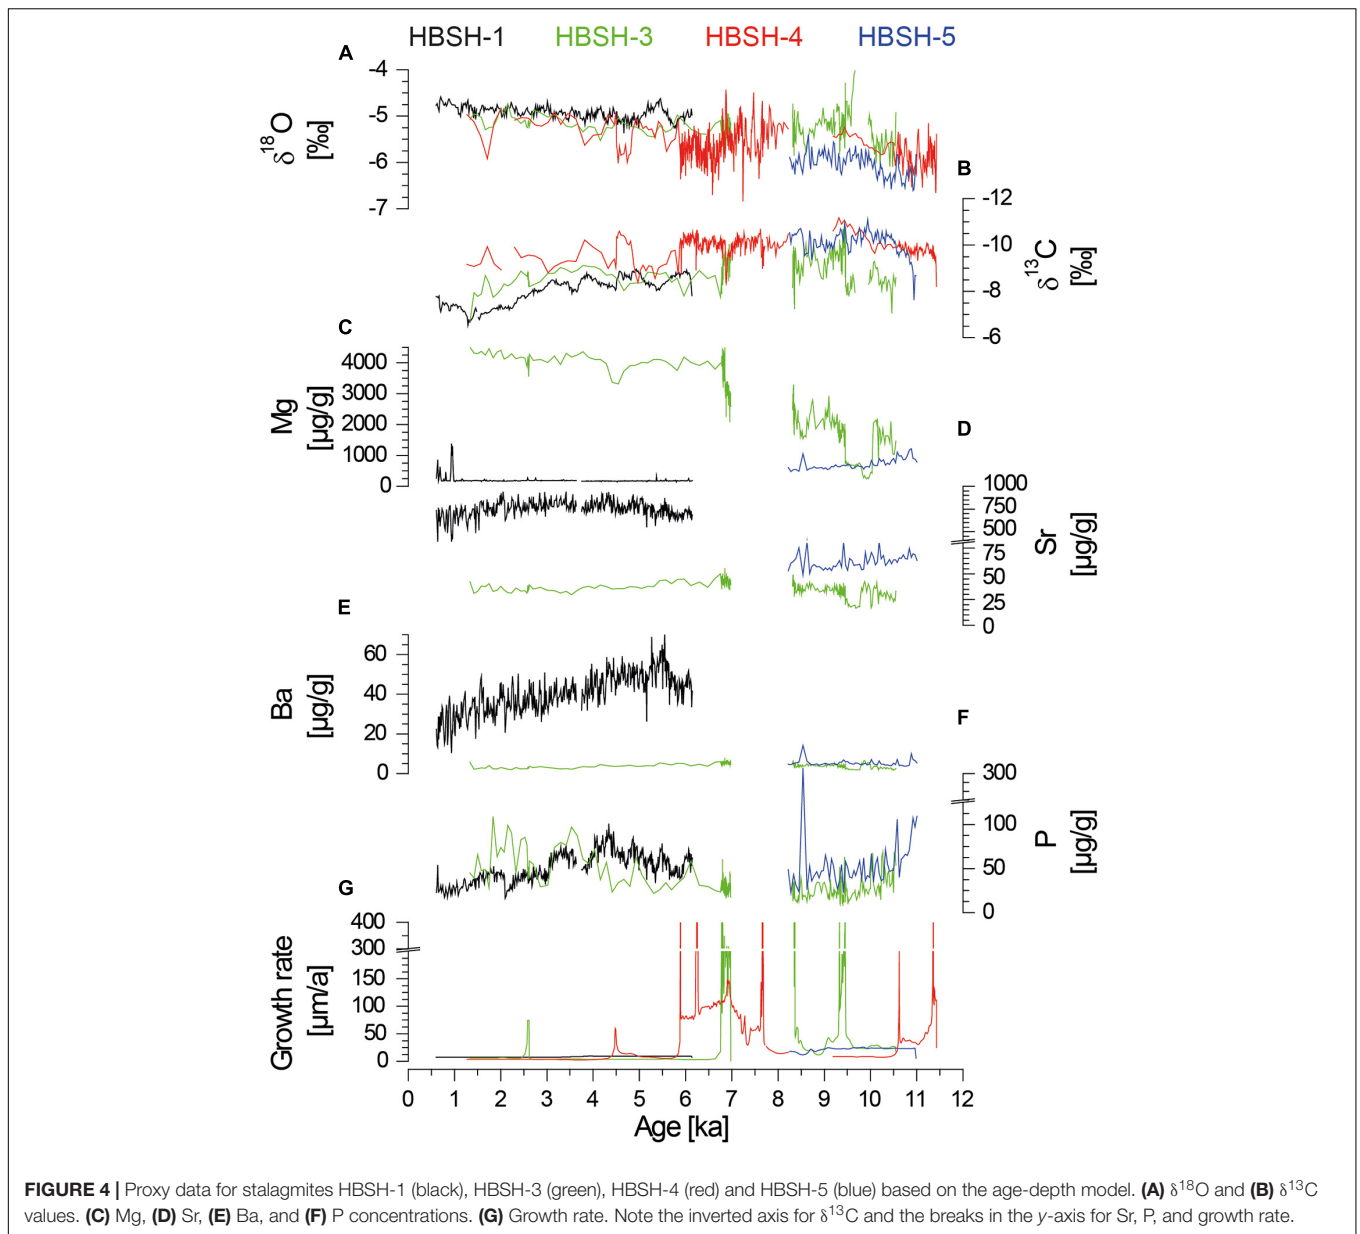 HBSH-1 HBSH-3 HBSH-4 HBSH-5
A
-4
-5
-6
-7
δ18O
[‰]
B
-12
-10
-8
-6
δ13C
[‰]
C
4000
3000
2000
1000
0
Mg
[µg/g]
D
1000
750
500
75
50
25
0
Sr
[µg/g]
E
60
40
20
0
Ba
[µg/g]
F
300
100
50
0
P
[µg/g]
G
400
300
150
100
50
0
Growth rate
[µm/a]
0 1 2 3 4 5 6 7 8 9 10 11 12
Age [ka]
FIGURE 4 | Proxy data for stalagmites HBSH-1 (black), HBSH-3 (green), HBSH-4 (red) and HBSH-5 (blue) based on the age-depth model. (A) δ18O and (B) δ13C
values. (C) Mg, (D) Sr, (E) Ba, and (F) P concentrations. (G) Growth rate. Note the inverted axis for δ13C and the breaks in the y-axis for Sr, P, and growth rate.